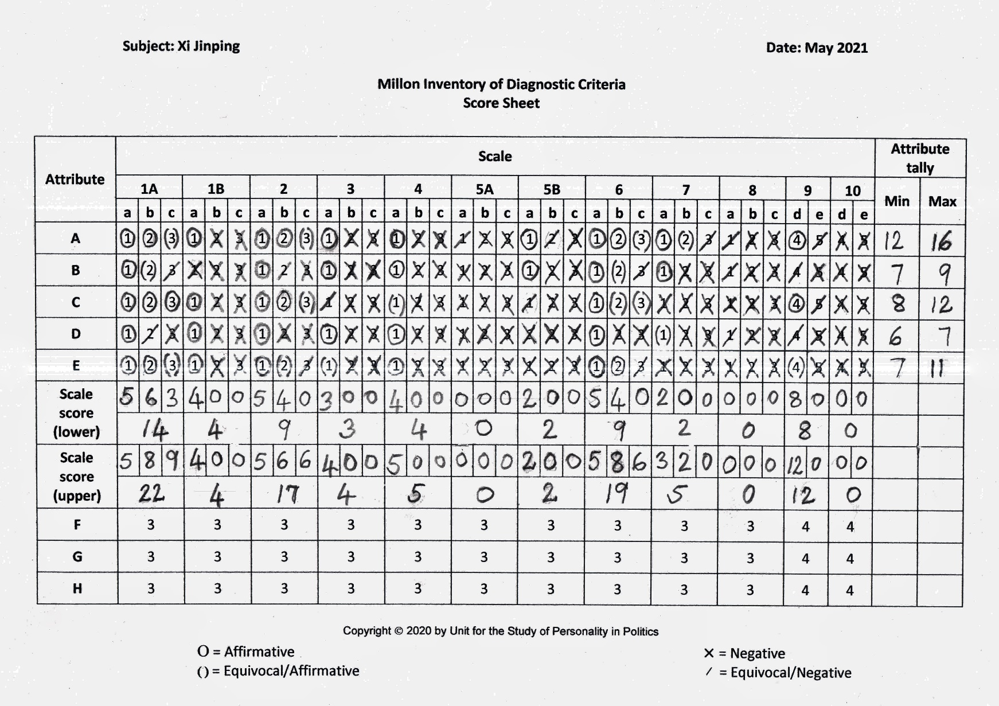 Subject: Xi Jinping Date: May 2021
Millon Inventory of Diagnostic Criteria
Score Sheet
Attribute Scale Attribute tally
1A 1B 2 3 4 5A 5B 6 7 8 9 10 Min Max
a b c a b c a b c a b c a b c a b c a b c a b c a b c a b c d e d e
A 1 2 (3) 1 2 3 1 2 (3) 1 2 3 1 2 3 1 2 3 1 2 3 1 2 (3) 1 (2) 3 1 2 3 4 5 4 5 12 16
B 1 (2) 3 1 2 3 1 2 3 1 2 3 1 2 3 1 2 3 1 2 3 1 (2) 3 1 2 3 1 2 3 4 5 4 5 7 9
C 1 2 3 1 2 3 1 2 (3) 1 2 3 (1) 2 3 1 2 3 1 2 3 1 (2) (3) 1 2 3 1 2 3 4 5 4 5 8 12
D 1 2 3 1 2 3 1 2 3 1 2 3 1 2 3 1 2 3 1 2 3 1 2 3 (1) 2 3 1 2 3 4 5 4 5 6 7
E 1 2 (3) 1 2 3 1 (2) 3 (1) 2 3 1 2 3 1 2 3 1 2 3 1 2 3 1 2 3 1 2 3 (4) 5 4 5 7 11
Scale score (lower) 5 6 3 4 0 0 5 4 0 3 0 0 4 0 0 0 0 0 2 0 0 5 4 0 2 0 0 0 0 0 8 0 0 0
14 4 9 3 4 0 2 9 2 0 8 0
Scale score (upper) 5 8 9 4 0 0 5 6 6 4 0 0 5 0 0 0 0 0 2 0 0 5 8 6 3 2 0 0 0 0 12 0 0 0
22 4 17 4 5 0 2 19 5 0 12 0
F 3 3 3 3 3 3 3 3 3 3 4 4
G 3 3 3 3 3 3 3 3 3 3 4 4
H 3 3 3 3 3 3 3 3 3 3 4 4
Copyright © 2020 by Unit for the Study of Personality in Politics
O = Affirmative X = Negative
() = Equivocal/Affirmative / = Equivocal/Negative